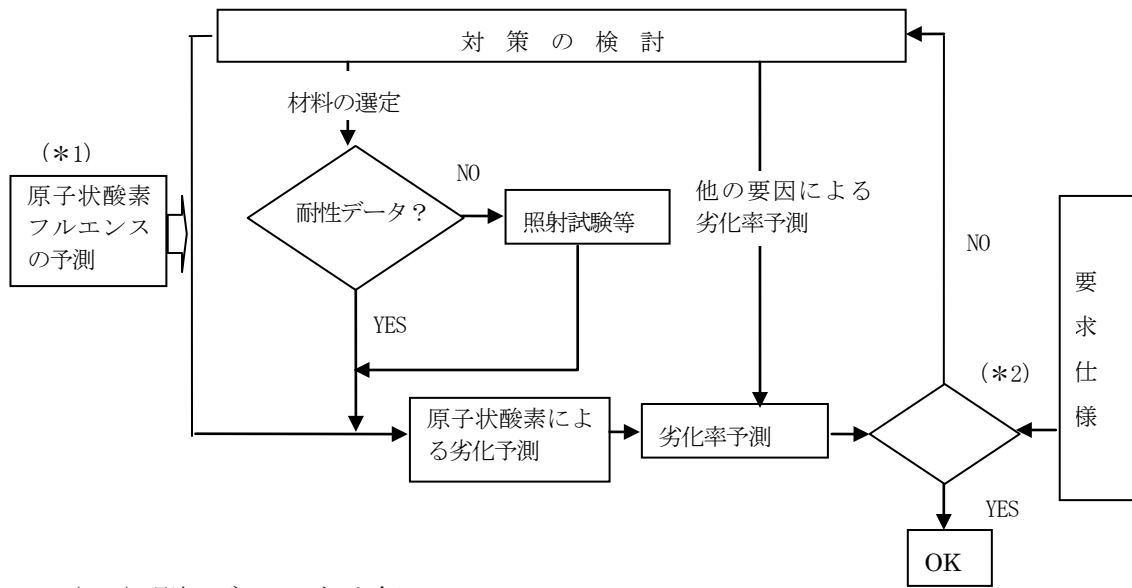 対策の検討
材料の選定
(＊1)
原子状酸素
フルエンス
の予測
耐性データ？
NO
照射試験等
他の要因による
劣化率予測
NO
要
求
仕
様
YES
(＊2)
原子状酸素によ
る劣化予測
劣化率予測
YES
OK